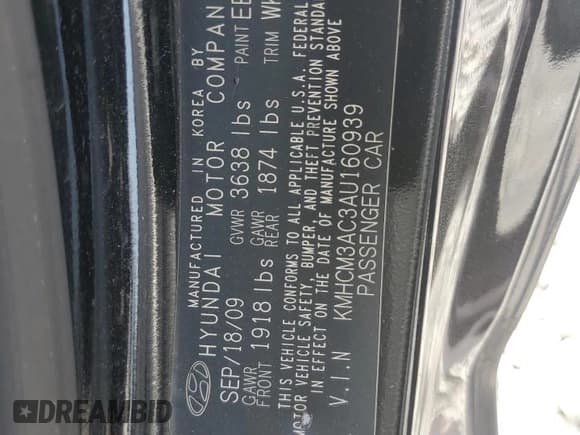 MANUFACTURED IN KOREA BY
HYUNDAI MOTOR COMPAN
SEP/18/09 GVWR 3638 lbs PAINT EB
GAWR FRONT 1918 lbs GAWR REAR 1874 lbs TRIM WK
THIS VEHICLE CONFORMS TO ALL APPLICABLE U.S.A. FEDERAL
MOTOR VEHICLE SAFETY, BUMPER, AND THEFT PREVENTION STANDA
IN EFFECT ON THE DATE OF MANUFACTURE SHOWN ABOVE
V.I.N KMHCM3AC3AU160939
PASSENGER CAR
DREAMBID